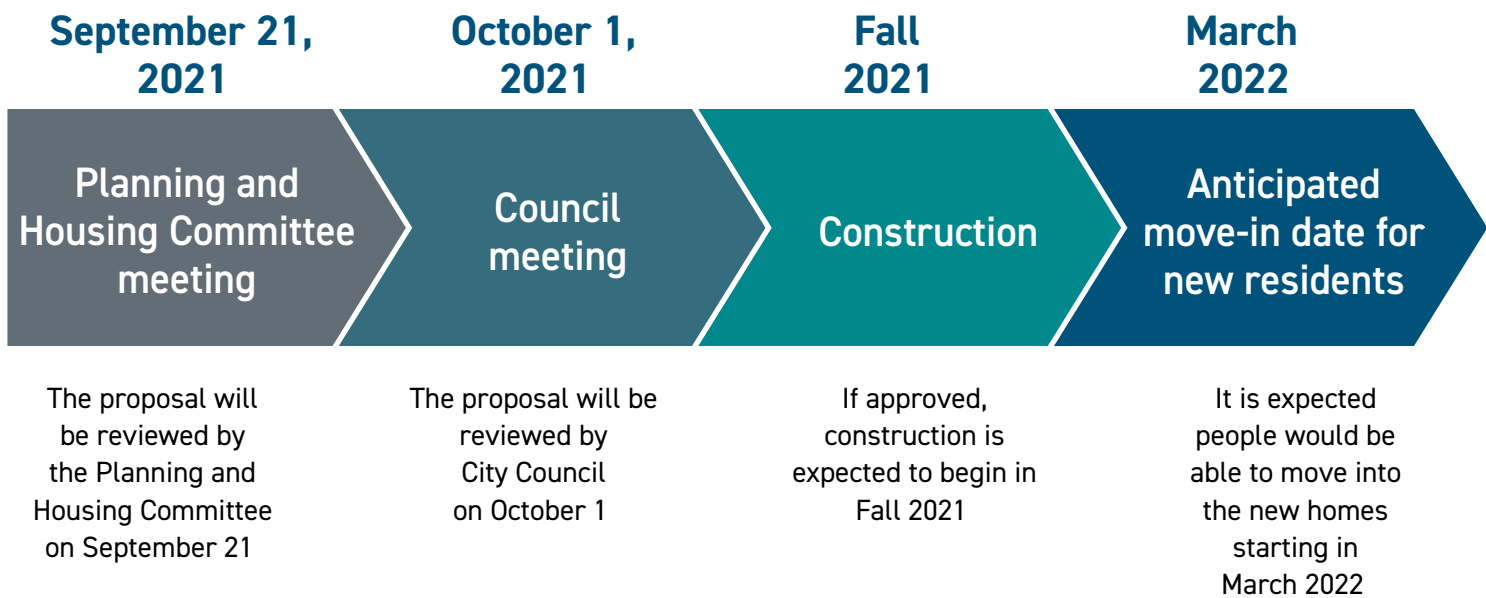 September 21,
2021
October 1,
2021
Fall
2021
March
2022
Planning and
Housing Committee
meeting
Council
meeting
Construction
Anticipated
move-in date for
new residents
The proposal will
be reviewed by
the Planning and
Housing Committee
on September 21
The proposal will be
reviewed by
City Council
on October 1
If approved,
construction is
expected to begin in
Fall 2021
It is expected
people would be
able to move into
the new homes
starting in
March 2022